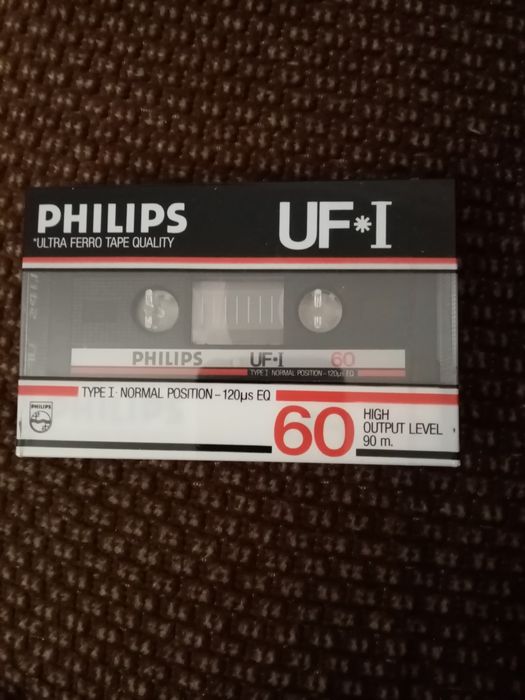 PHILIPS
*ULTRA FERRO TAPE QUALITY
UF*I
PHILIPS UF·I 60
TYPE I NORMAL POSITION – 120µs EQ
TYPE I · NORMAL POSITION – 120µs EQ
PHILIPS
60
HIGH
OUTPUT LEVEL
90 m.